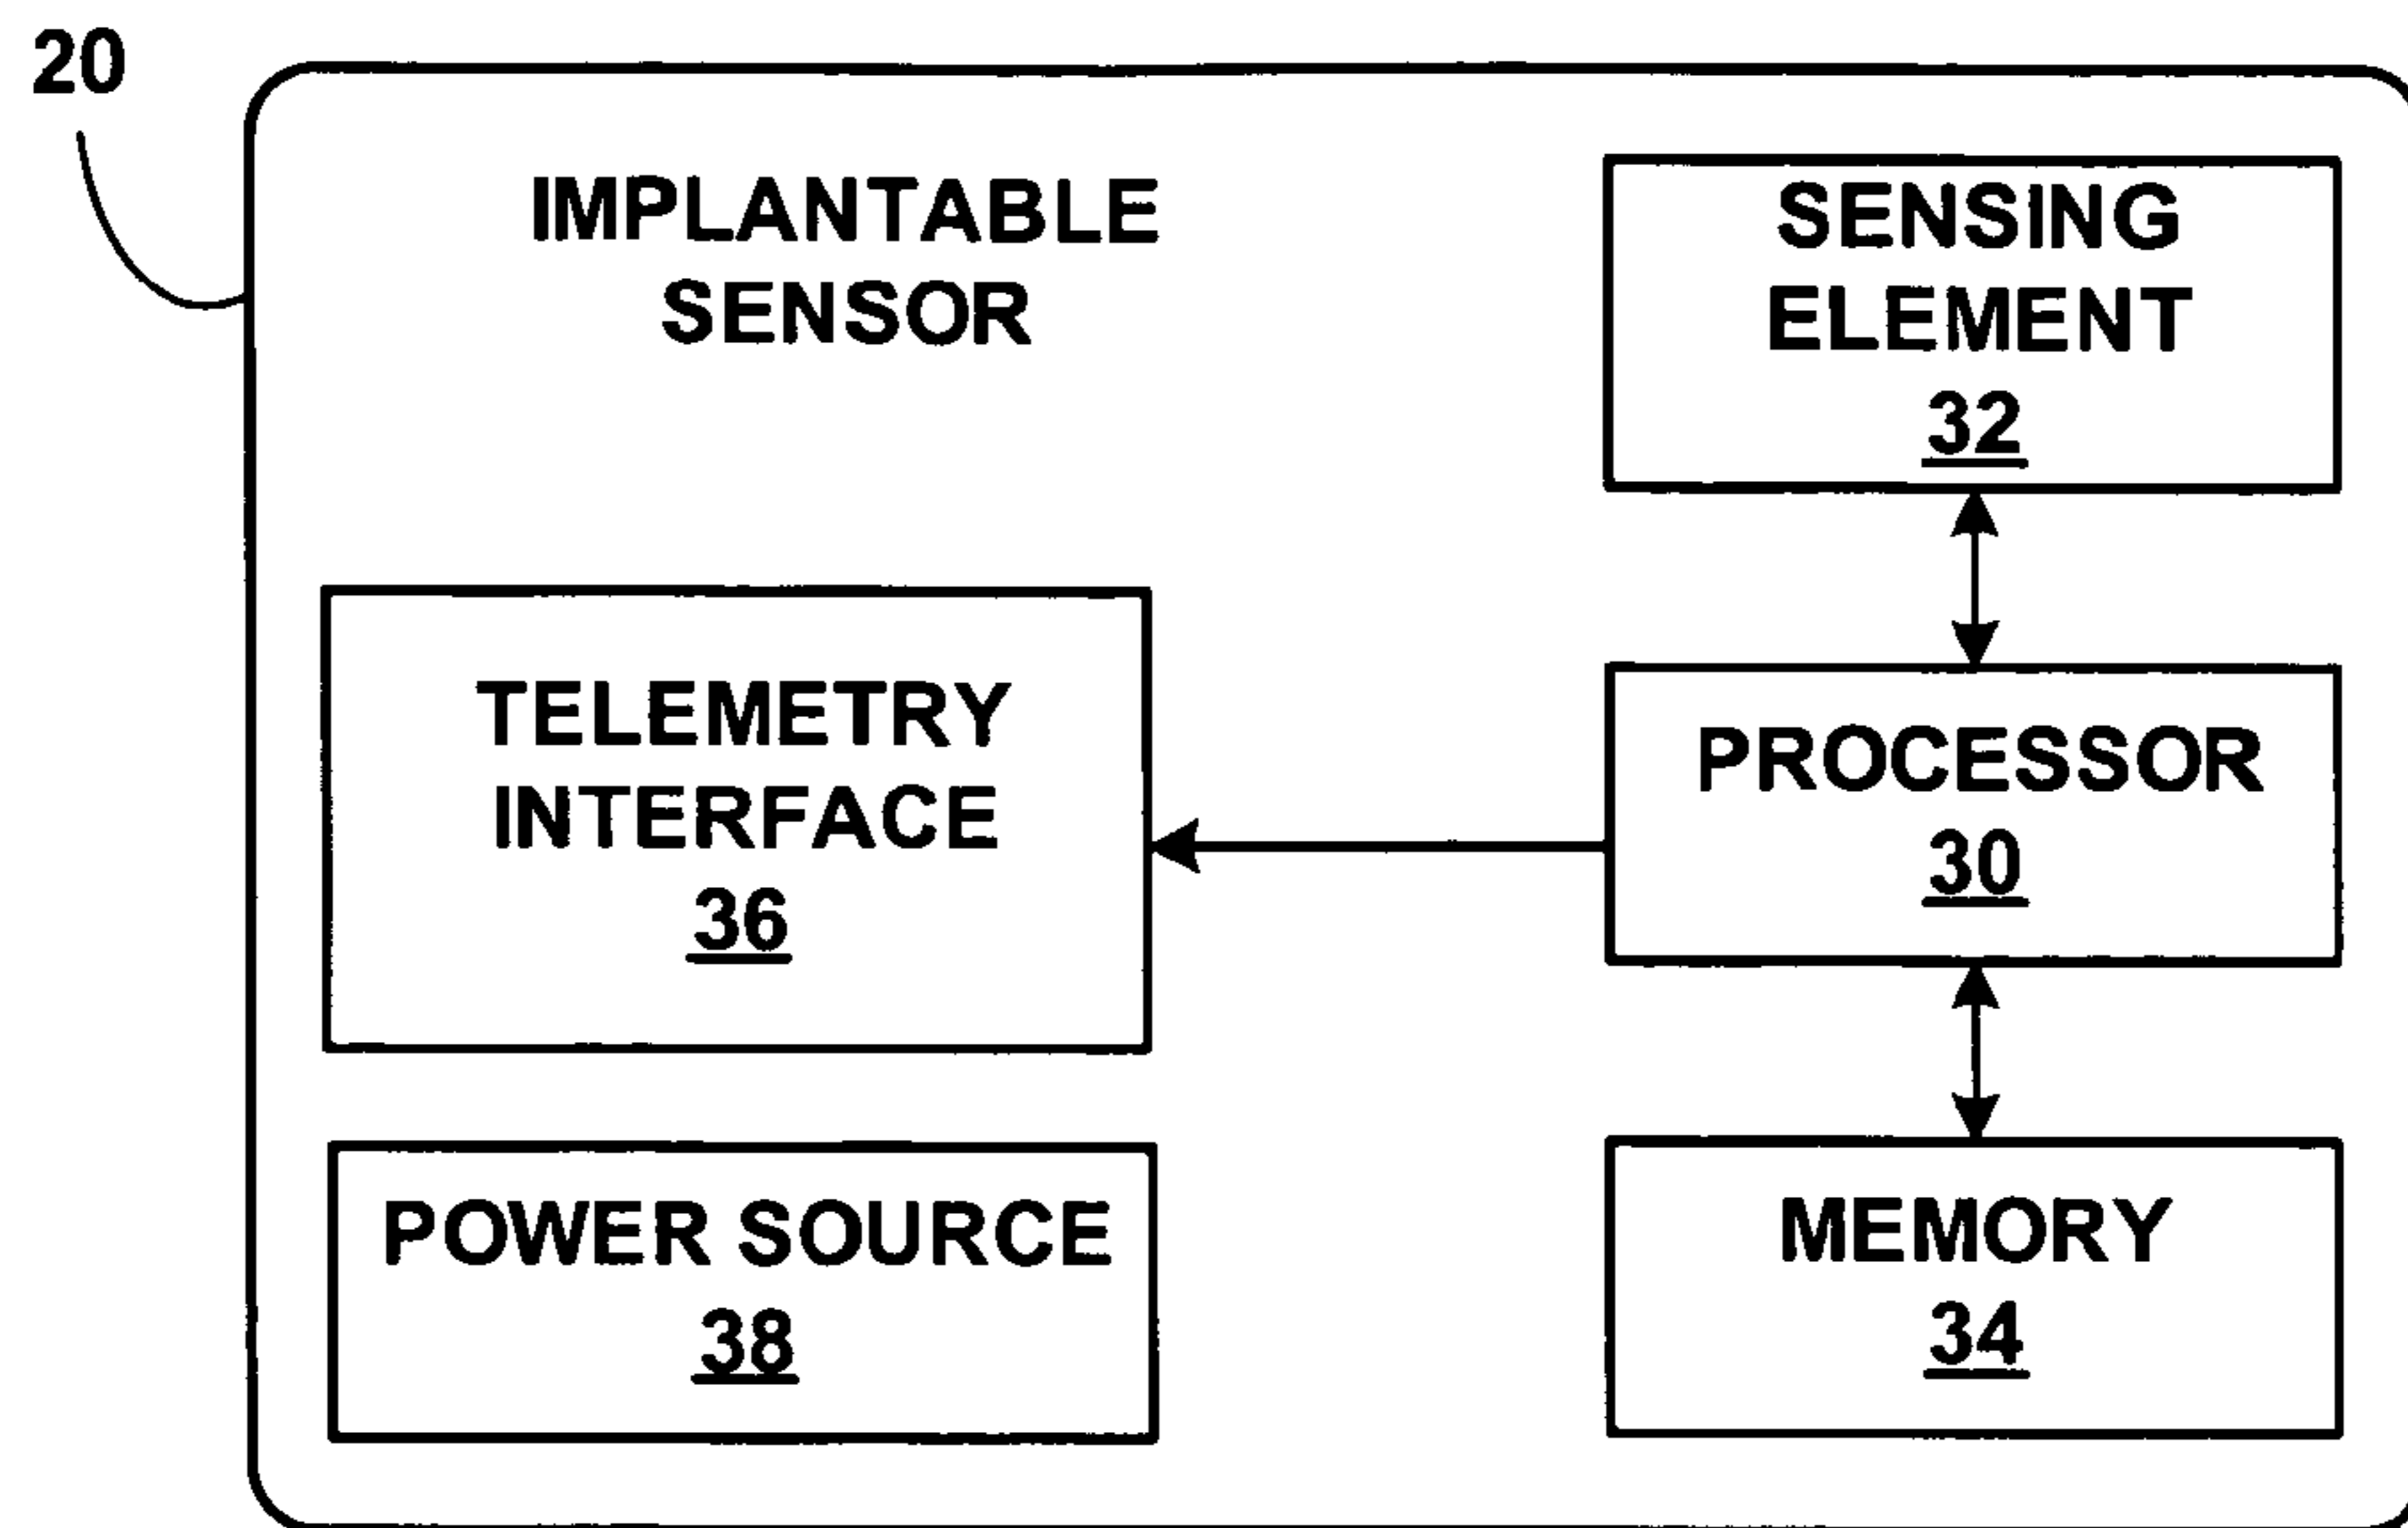 20
IMPLANTABLE
SENSOR
SENSING
ELEMENT
32
TELEMETRY
INTERFACE
36
PROCESSOR
30
POWER SOURCE
38
MEMORY
34